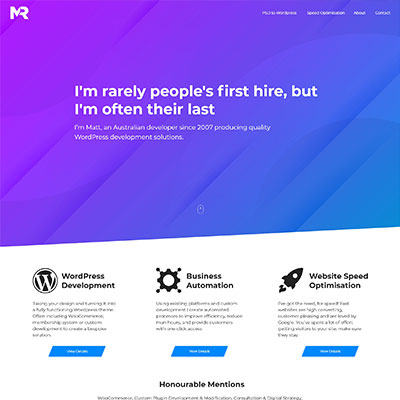 MR
PSD to Wordpress Speed Optimisation About Contact
I'm rarely people's first hire, but
I'm often their last
I'm Matt, an Australian developer since 2007 producing quality
WordPress development solutions.
WordPress
Development
Taking your design and turning it into
a fully functioning Wordpress theme.
Often including WooCommerce,
membership system or custom
development to create a bespoke
solution.
View Details
Business
Automation
Using existing platforms and custom
development I create automated
processes to improve efficiency, reduce
man hours, and provide customers
with one click access
View Details
Website Speed
Optimisation
I've got the need, for speed! Fast
websites are high converting,
customer pleasing and are loved by
Google. You've spent a lot of effort
getting visitors to your site, make sure
they stay
View Details
Honourable Mentions
WooCommerce, Custom Plugin Development & Modification, Consultation & Digital Strategy,